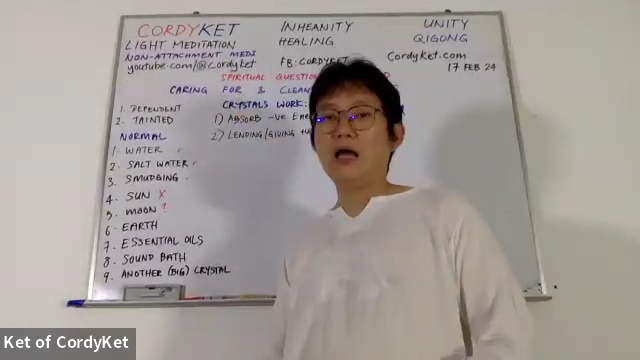 CORDYKET INHEANITY UNITY
LIGHT MEDITATION HEALING QIGONG
NON-ATTACHMENT MEDI
youtube.com/@Cordyket FB: CORDYKET Cordyket.com
17 FEB 24
SPIRITUAL QUESTION
CARING FOR & CLEAN
CRYSTALS WORK:
1. DEPENDENT 1) ABSORB -ve Ene
2. TAINTED 2) LENDING/GIVING
NORMAL
1. WATER
2. SALT WATER
3. SMUDGING
4. SUN X
5. MOON ?
6. EARTH
7. ESSENTIAL OILS
8. SOUND BATH
9. ANOTHER (BIG) CRYSTAL
Ket of CordyKet